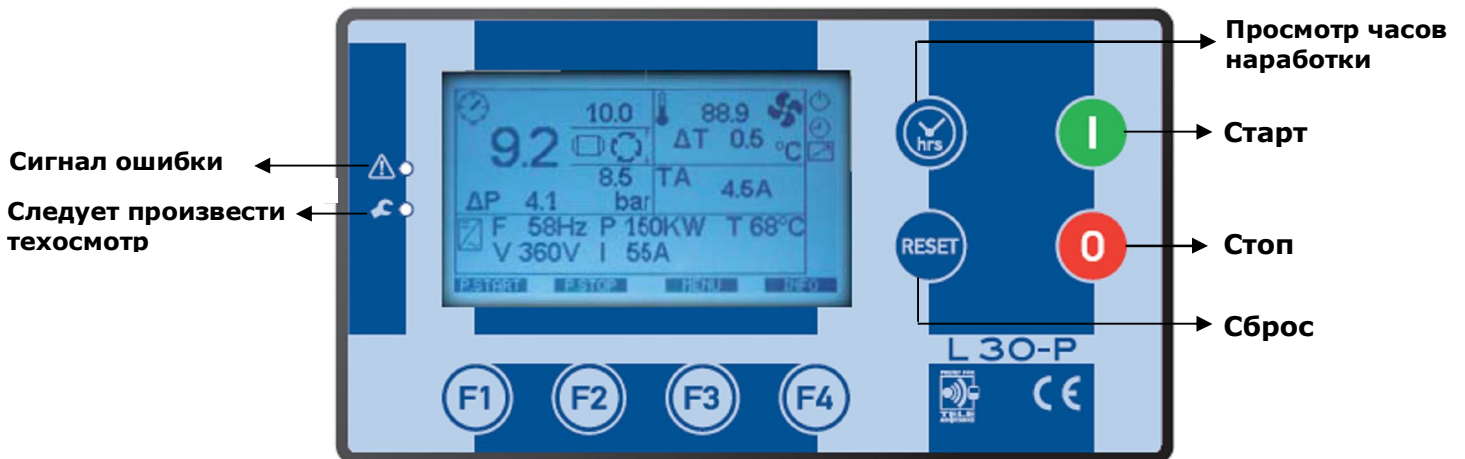 Просмотр часов
наработки
Старт
Стоп
Сброс
Сигнал ошибки
Следует произвести
техосмотр
10.0
9.2
8.5
ΔP 4.1 bar
88.9
ΔT 0.5 °C
TA 4.5A
F 58Hz P 150KW T 68°C
V 360V I 55A
P.START P.STOP MENU INFO
hrs
I
RESET
0
L30-P
F1 F2 F3 F4
TELE
CE